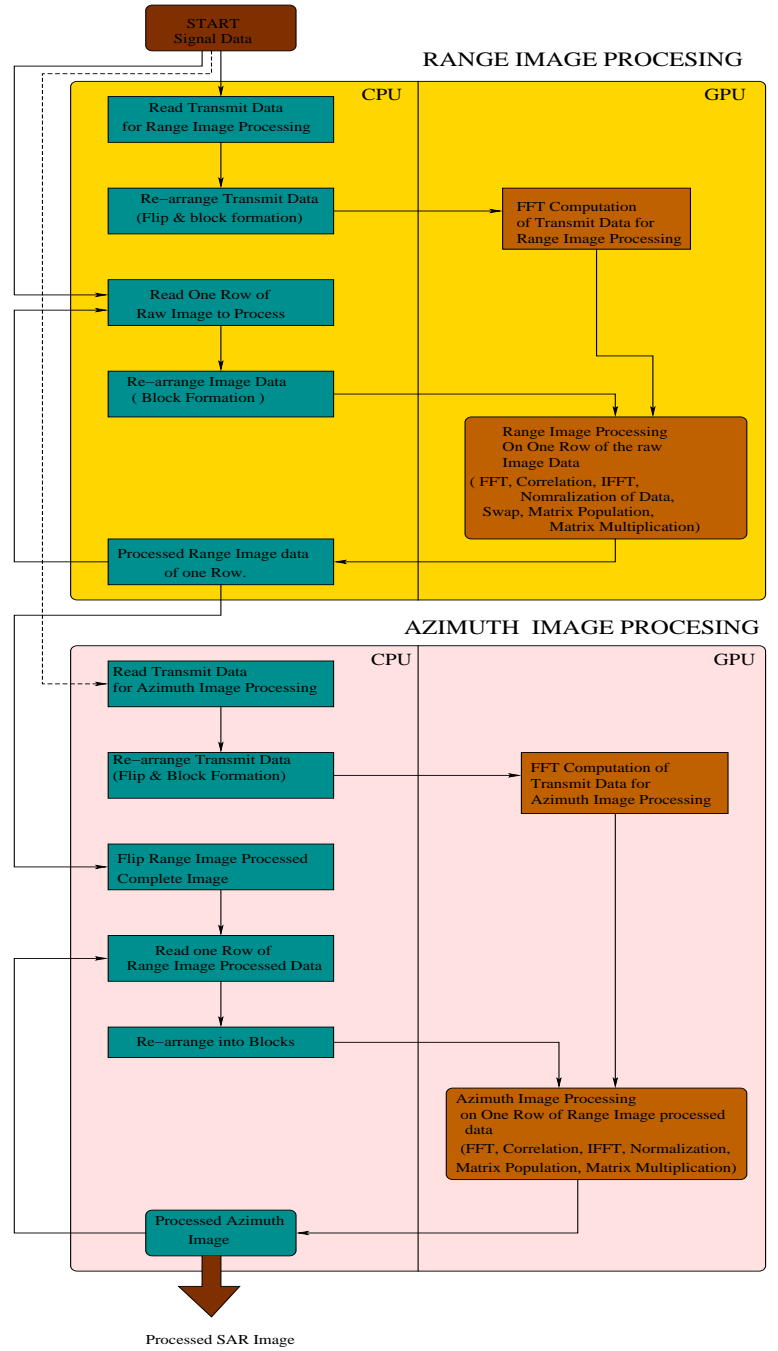 START
Signal Data
RANGE IMAGE PROCESING
CPU
GPU
Read Transmit Data
for Range Image Processing
Re-arrange Transmit Data
(Flip & block formation)
FFT Computation
of Transmit Data for
Range Image Processing
Read One Row of
Raw Image to Process
Re-arrange Image Data
( Block Formation )
Range Image Processing
On One Row of the raw
Image Data
( FFT, Correlation, IFFT,
Nomralization of Data,
Swap, Matrix Population,
Matrix Multiplication)
Processed Range Image data
of one Row.
AZIMUTH IMAGE PROCESING
CPU
GPU
Read Transmit Data
for Azimuth Image Processing
Re-arrange Transmit Data
(Flip & Block Formation)
FFT Computation of
Transmit Data for
Azimuth Image Processing
Flip Range Image Processed
Complete Image
Read one Row of
Range Image Processed Data
Re-arrange into Blocks
Azimuth Image Processing
on One Row of Range Image processed
data
(FFT, Correlation, IFFT, Normalization,
Matrix Population, Matrix Multiplication)
Processed Azimuth
Image
Processed SAR Image